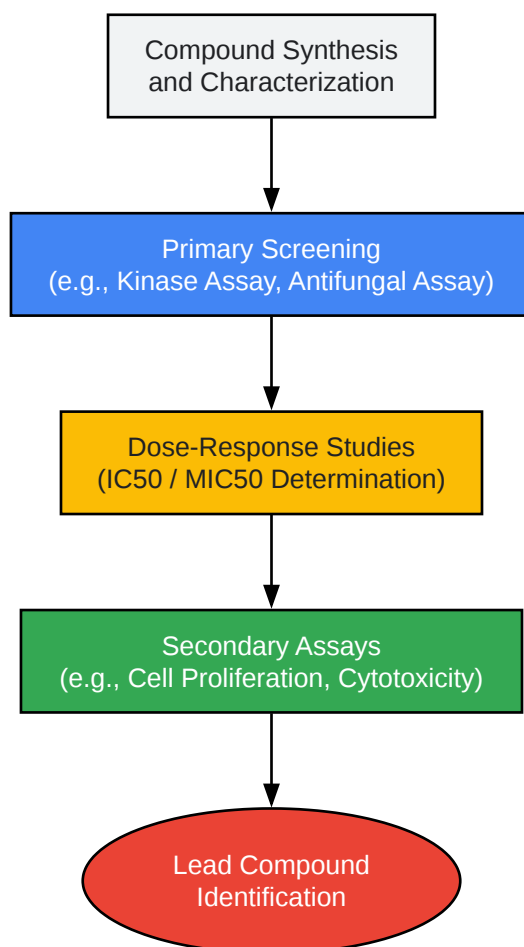 Compound Synthesis
and Characterization
Primary Screening
(e.g., Kinase Assay, Antifungal Assay)
Dose-Response Studies
(IC50 / MIC50 Determination)
Secondary Assays
(e.g., Cell Proliferation, Cytotoxicity)
Lead Compound
Identification